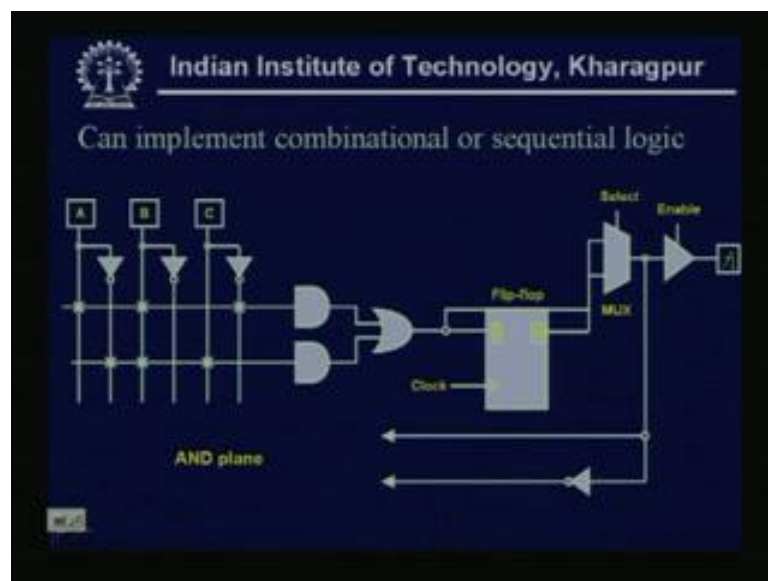 Indian Institute of Technology, Kharagpur
Can implement combinational or sequential logic
Select
Enable
A B C
Flip-flop
MUX
Clock
AND plane